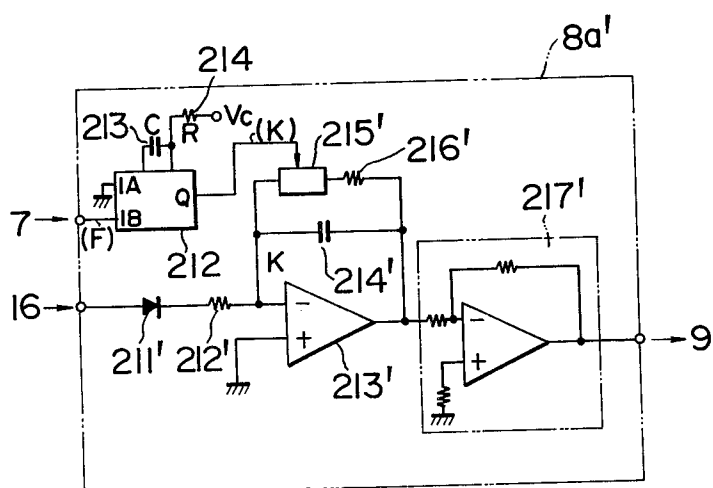 8a'
214
213
C
R
Vc
(K)
215'
216'
1A
Q
7
1B
(F)
212
217'
214'
K
16
211'
212'
-
+
213'
-
+
9